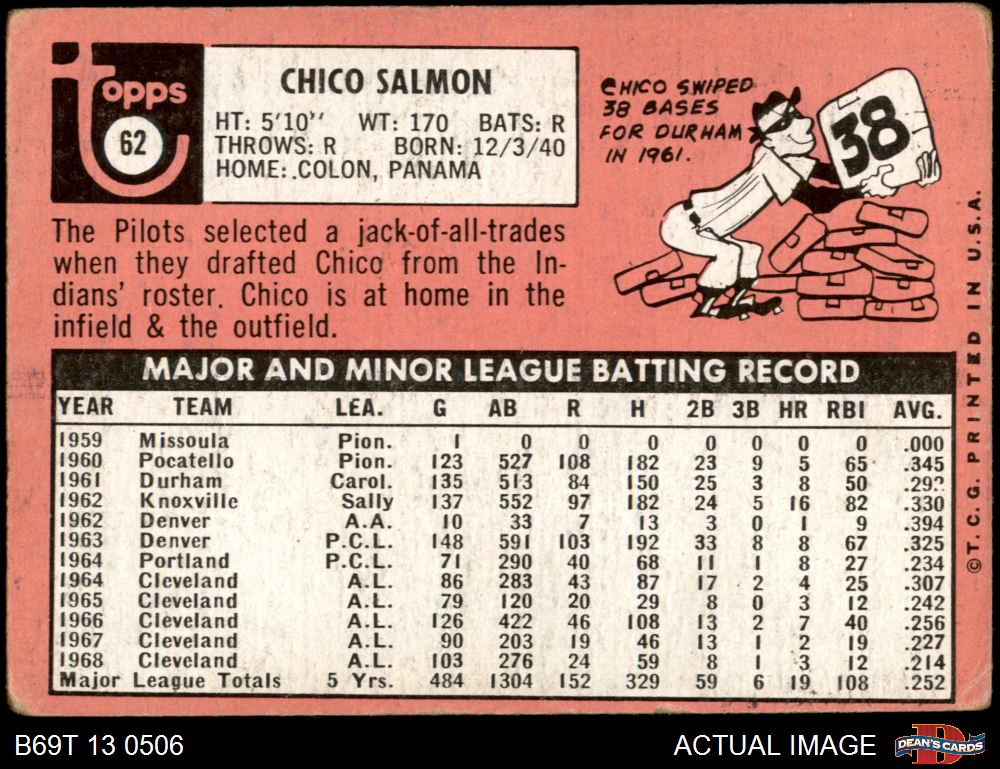 Topps
62
CHICO SALMON
HT: 5'10'' WT: 170 BATS: R
THROWS: R BORN: 12/3/40
HOME: COLON, PANAMA
CHICO SWIPED
38 BASES
FOR DURHAM
IN 1961.
38
The Pilots selected a jack-of-all-trades
when they drafted Chico from the In-
dians' roster. Chico is at home in the
infield & the outfield.
MAJOR AND MINOR LEAGUE BATTING RECORD
YEAR TEAM LEA. G AB R H 2B 3B HR RBI AVG.
1959 Missoula Pion. 1 0 0 0 0 0 0 0 .000
1960 Pocatello Pion. 123 527 108 182 23 9 5 65 .345
1961 Durham Carol. 135 513 84 150 25 3 8 50
1962 Knoxville Sally 137 552 97 182 24 5 16 82 .330
1962 Denver A.A. 10 33 7 13 3 0 1 9 .394
1963 Denver P.C.L. 148 591 103 192 33 8 8 67 .325
1964 Portland P.C.L. 71 290 40 68 11 1 8 27 .234
1964 Cleveland A.L. 86 283 43 87 17 2 4 25 .307
1965 Cleveland A.L. 79 120 20 29 8 0 3 12 .242
1966 Cleveland A.L. 126 422 46 108 13 2 7 40 .256
1967 Cleveland A.L. 90 203 19 46 13 1 2 19 .227
1968 Cleveland A.L. 103 276 24 59 8 1 3 12 .214
Major League Totals 5 Yrs. 484 1304 152 329 59 6 19 108 .252
©T. C. G. PRINTED IN U.S.A.
B69T 13 0506
ACTUAL IMAGE
D
DEAN'S CARDS